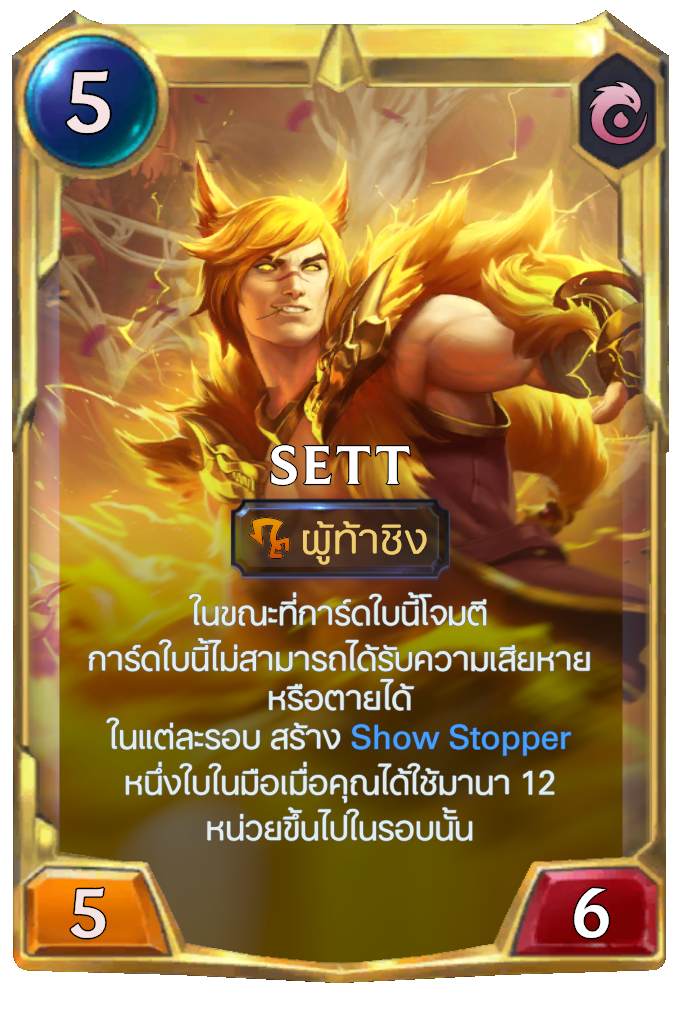 5
SETT
ผู้ท้าชิง
ในขณะที่การ์ดใบนี้โจมตี
การ์ดใบนี้ไม่สามารถได้รับความเสียหาย
หรือตายได้
ในแต่ละรอบ สร้าง Show Stopper
หนึ่งใบในมือเมื่อคุณได้ใช้มานา 12
หน่วยขึ้นไปในรอบนั้น
5
6